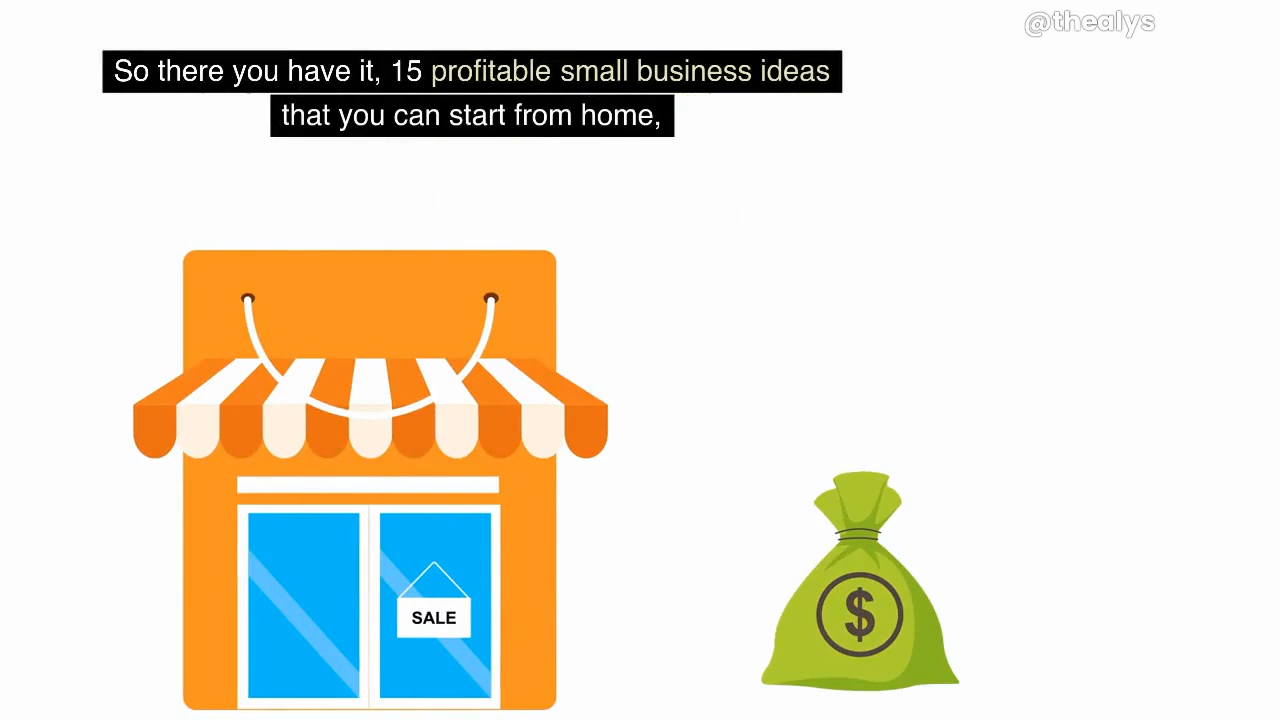 @thealys
So there you have it, 15 profitable small business ideas
that you can start from home,
SALE
$